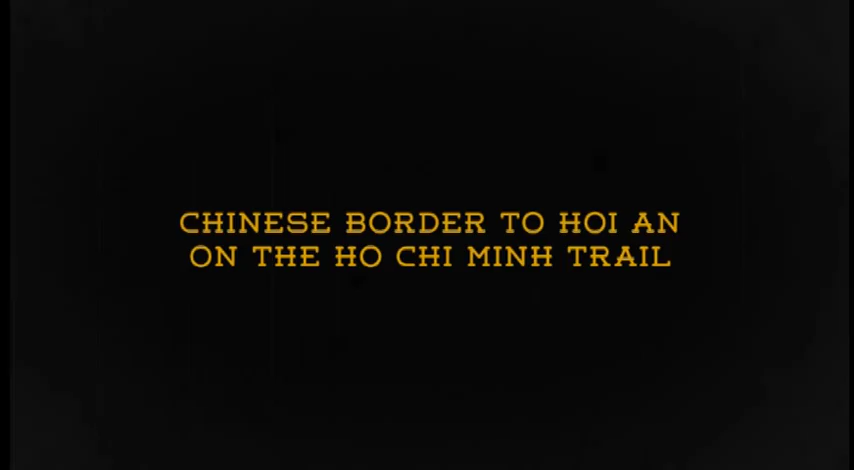 CHINESE BORDER TO HOI AN
ON THE HO CHI MINH TRAIL